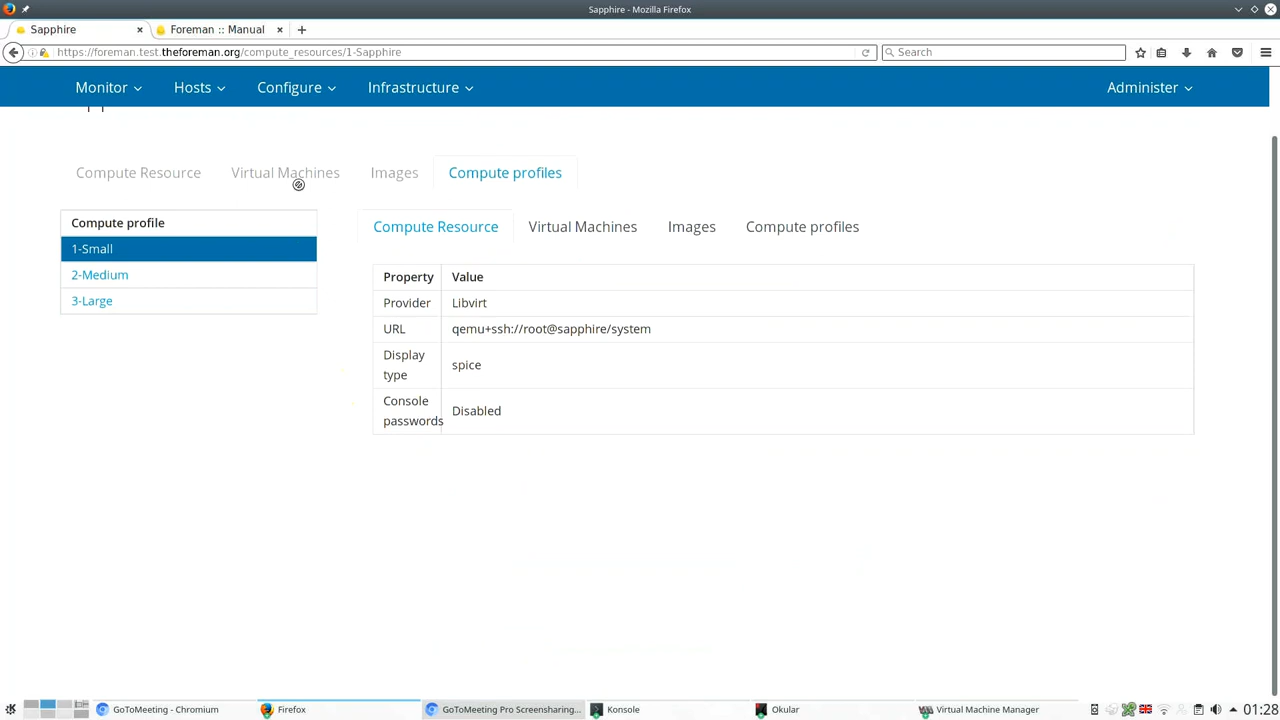 Sapphire - Mozilla Firefox
Sapphire
Foreman :: Manual
https://foreman.test.theforeman.org/compute_resources/1-Sapphire
Search
Monitor
Hosts
Configure
Infrastructure
Administer
Compute Resource
Virtual Machines
Images
Compute profiles
Compute profile
1-Small
2-Medium
3-Large
Compute Resource
Virtual Machines
Images
Compute profiles
Property Value
Provider Libvirt
URL qemu+ssh://root@sapphire/system
Display type spice
Console passwords Disabled
GoToMeeting - Chromium
Firefox
GoToMeeting Pro Screensharing...
Konsole
Okular
Virtual Machine Manager
01:28